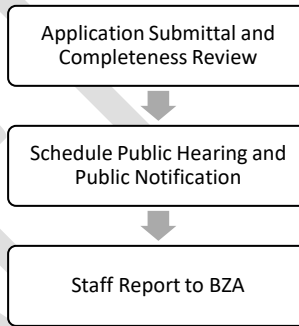 Application Submittal and
Completeness Review
Schedule Public Hearing and
Public Notification
Staff Report to BZA